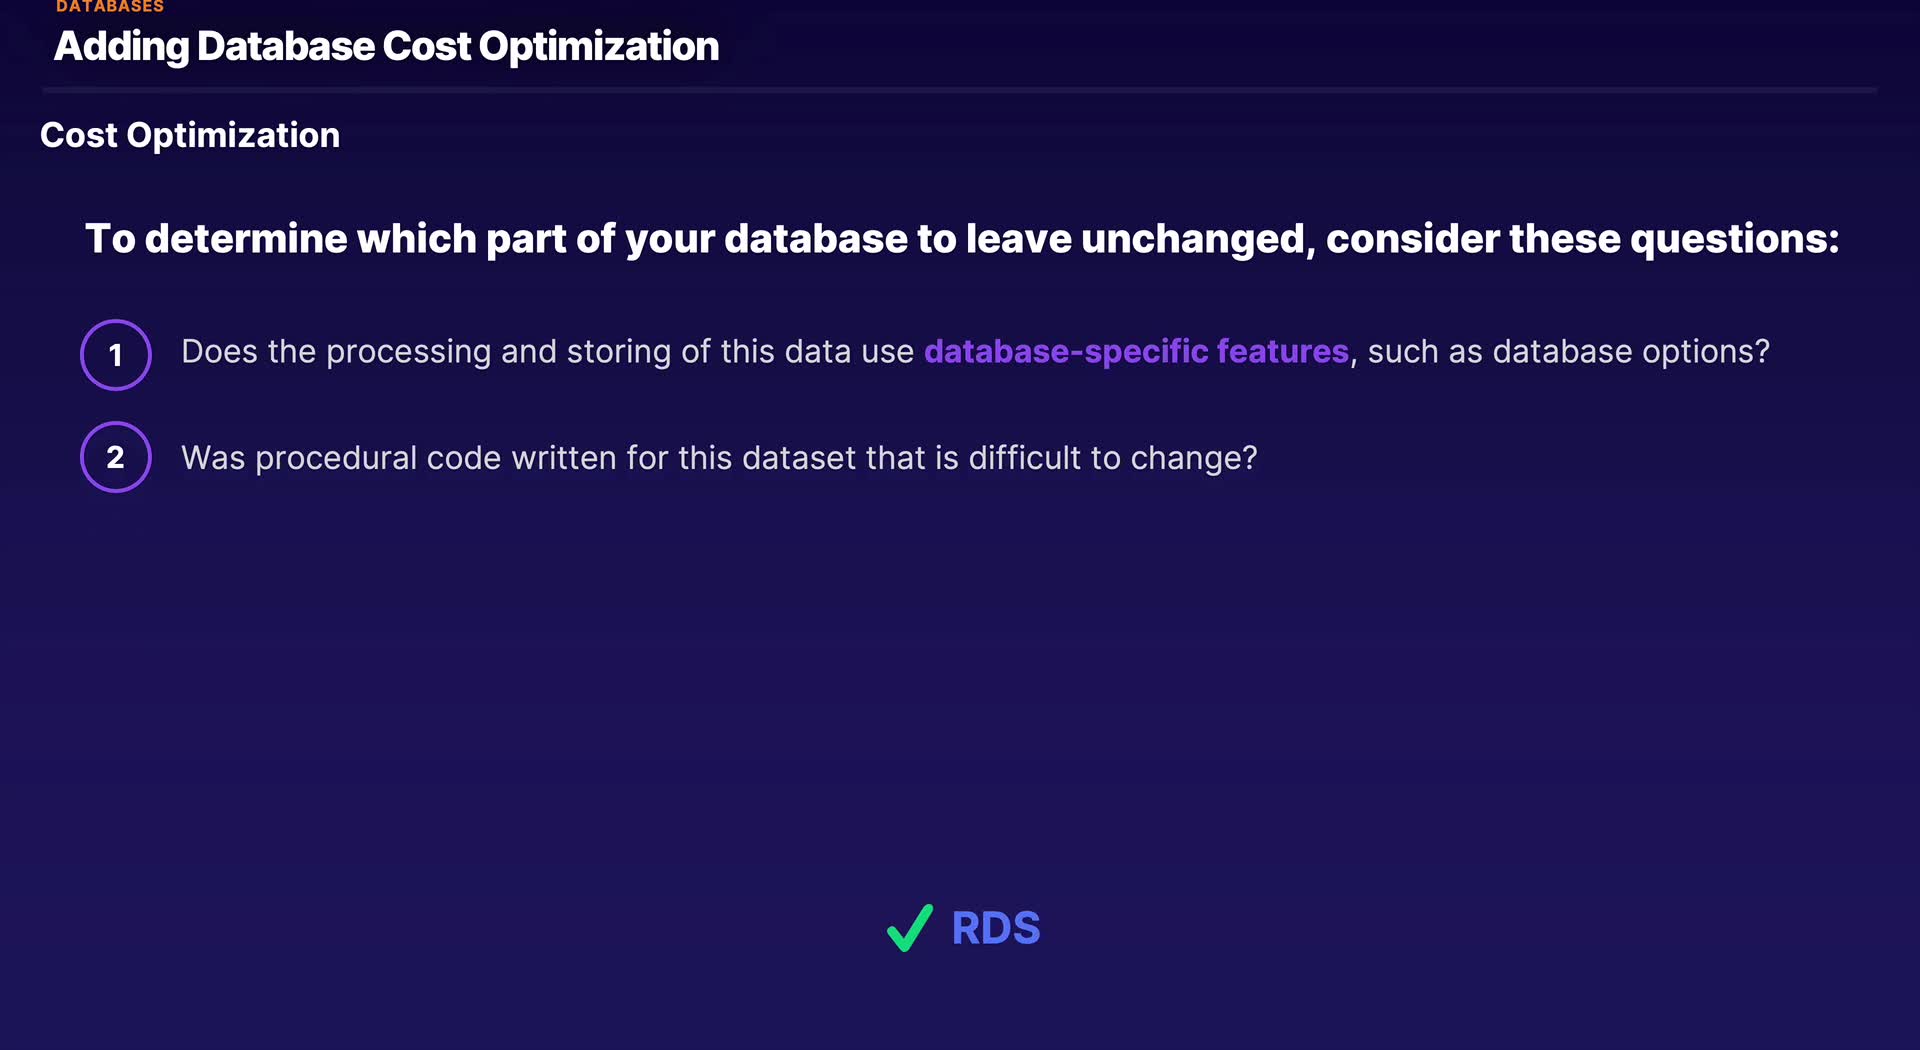 DATABASES
Adding Database Cost Optimization
Cost Optimization
To determine which part of your database to leave unchanged, consider these questions:
1 Does the processing and storing of this data use database-specific features, such as database options?
2 Was procedural code written for this dataset that is difficult to change?
RDS